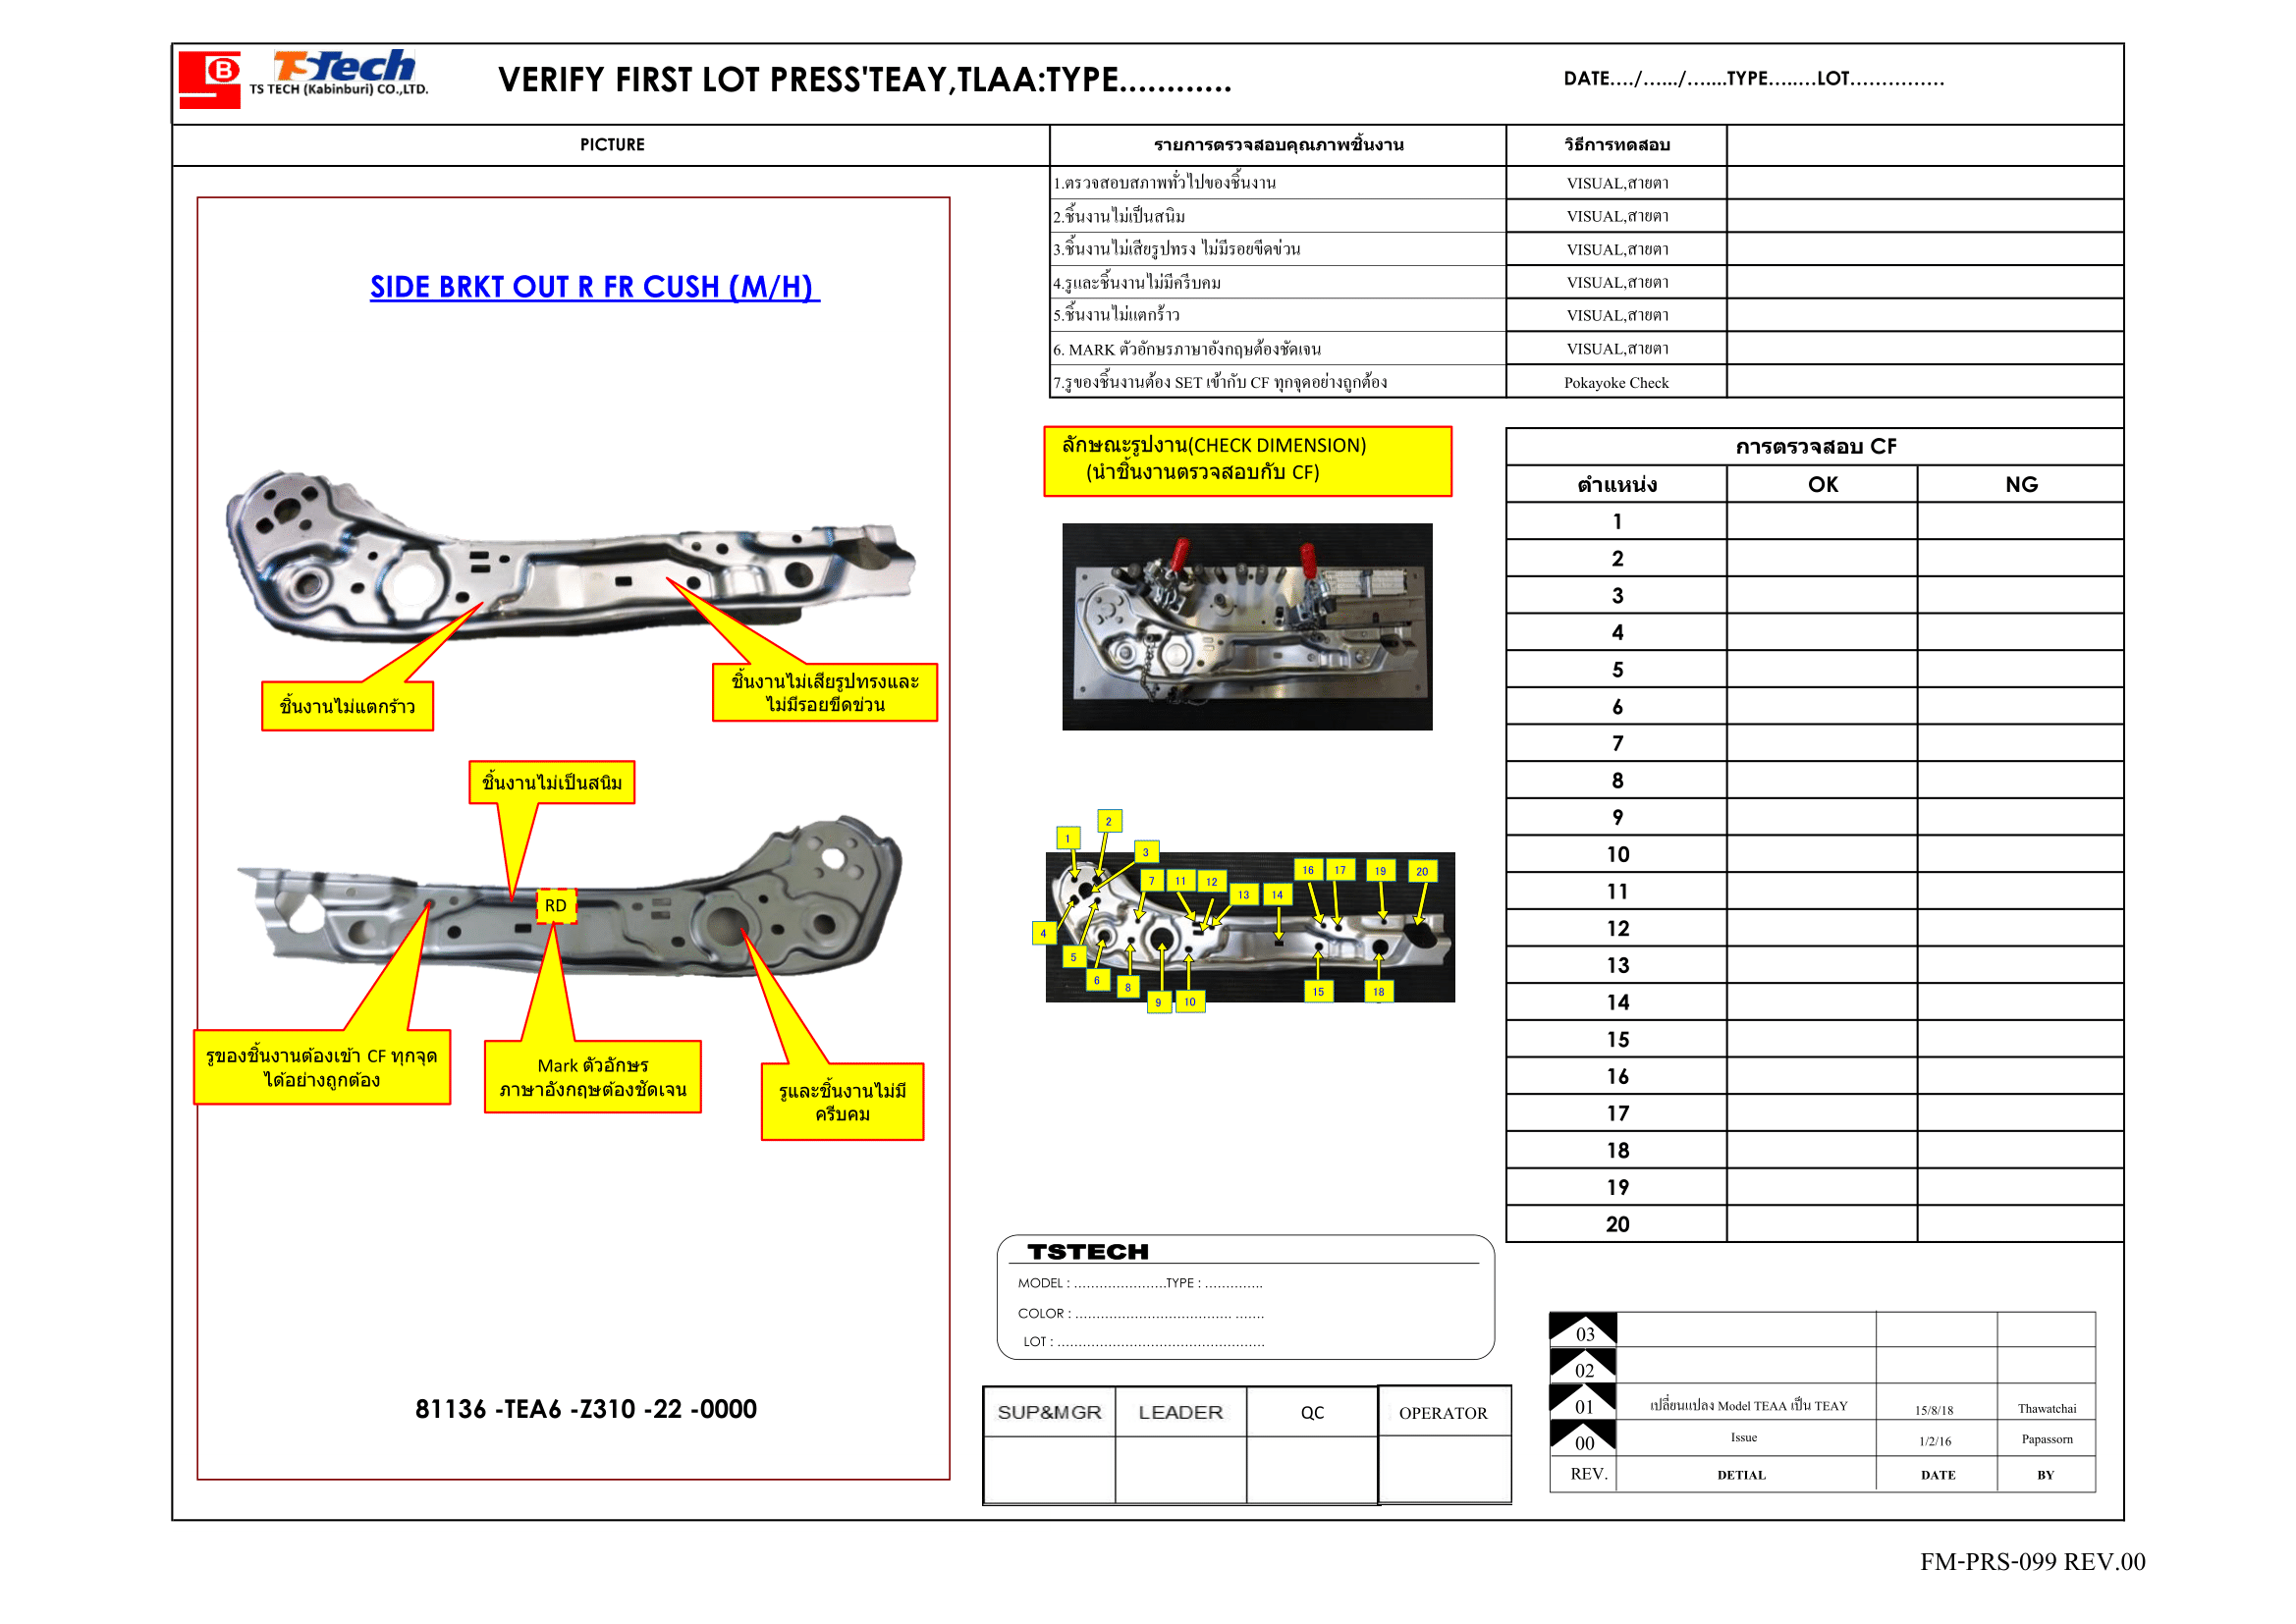 B TSTech
TS TECH (Kabinburi) CO.,LTD.
VERIFY FIRST LOT PRESS'TEAY,TLAA:TYPE............
DATE..../....../.......TYPE........LOT...............
PICTURE
รายการตรวจสอบคุณภาพชิ้นงาน วิธีการทดสอบ
1.ตรวจสอบสภาพทั่วไปของชิ้นงาน VISUAL,สายตา
2.ชิ้นงานไม่เป็นสนิม VISUAL,สายตา
3.ชิ้นงานไม่เสียรูปทรง ไม่มีรอยขีดข่วน VISUAL,สายตา
4.รูและชิ้นงานไม่มีครีบคม VISUAL,สายตา
5.ชิ้นงานไม่แตกร้าว VISUAL,สายตา
6. MARK ตัวอักษรภาษาอังกฤษต้องชัดเจน VISUAL,สายตา
7.รูของชิ้นงานต้อง SET เข้ากับ CF ทุกจุดอย่างถูกต้อง Pokayoke Check
SIDE BRKT OUT R FR CUSH (M/H)
ชิ้นงานไม่แตกร้าว
ชิ้นงานไม่เสียรูปทรงและ
ไม่มีรอยขีดข่วน
ชิ้นงานไม่เป็นสนิม
RD
รูของชิ้นงานต้องเข้า CF ทุกจุด
ได้อย่างถูกต้อง
Mark ตัวอักษร
ภาษาอังกฤษต้องชัดเจน
รูและชิ้นงานไม่มี
ครีบคม
81136 -TEA6 -Z310 -22 -0000
ลักษณะรูปงาน(CHECK DIMENSION)
(นำชิ้นงานตรวจสอบกับ CF)
1
2
3
7 11 12 13 14 16 17 19 20
4
5
6
8
9
10
15
18
การตรวจสอบ CF
ตำแหน่ง OK NG
1
2
3
4
5
6
7
8
9
10
11
12
13
14
15
16
17
18
19
20
TSTECH
MODEL : ......................TYPE : ..............
COLOR : ..................................... .......
LOT : .................................................
SUP&MGR LEADER QC OPERATOR
03
02
01 เปลี่ยนแปลง Model TEAA เป็น TEAY 15/8/18 Thawatchai
00 Issue 1/2/16 Papassorn
REV. DETIAL DATE BY
FM-PRS-099 REV.00